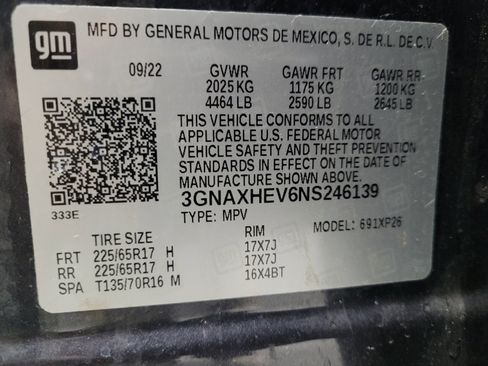 gm MFD BY GENERAL MOTORS DE MEXICO, S. DE R.L. DE C.V.
09/22 GVWR GAWR FRT GAWR RR
2025 KG 1175 KG 1200 KG
4464 LB 2590 LB 2645 LB
THIS VEHICLE CONFORMS TO ALL
APPLICABLE U.S. FEDERAL MOTOR
VEHICLE SAFETY AND THEFT PREVENTION
STANDARDS IN EFFECT ON THE DATE OF
MANUFACTURE SHOWN ABOVE.
3GNAXHEV6NS246139
333E TYPE: MPV MODEL: 691XP26
TIRE SIZE RIM
FRT 225/65R17 H 17X7J
RR 225/65R17 H 17X7J
SPA T135/70R16 M 16X4BT